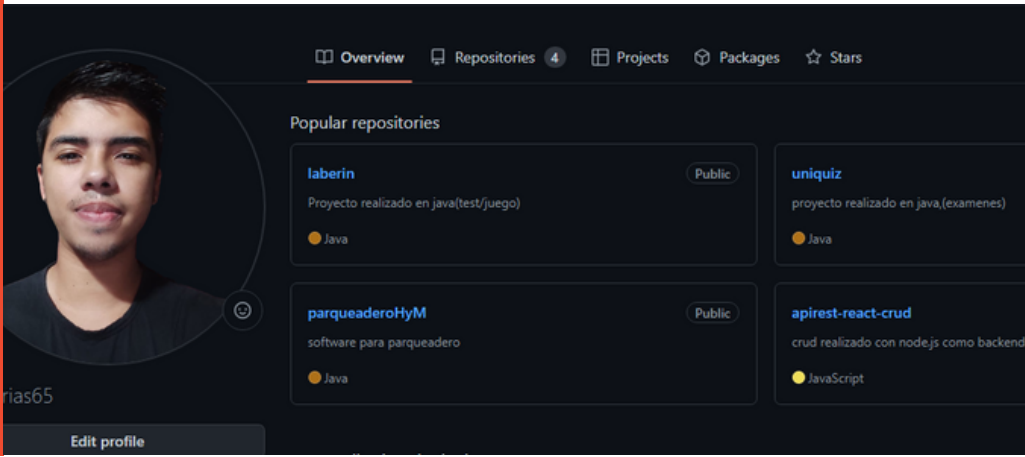 Overview Repositories 4 Projects Packages Stars
Popular repositories
laberin Public
Proyecto realizado en java(test/juego)
Java
uniquiz
proyecto realizado en java,(examenes)
Java
parqueaderoHyM Public
software para parqueadero
Java
apirest-react-crud
crud realizado con node.js como backend
JavaScript
rias65
Edit profile